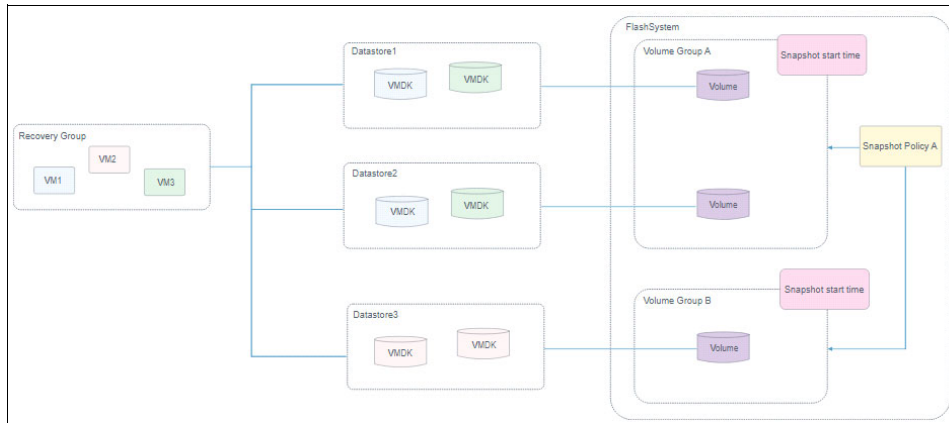 FlashSystem
Datastore1
VMDK
VMDK
Volume Group A
Snapshot start time
Volume
Recovery Group
VM1
VM2
VM3
Snapshot Policy A
Datastore2
VMDK
VMDK
Volume
Datastore3
VMDK
VMDK
Volume Group B
Snapshot start time
Volume